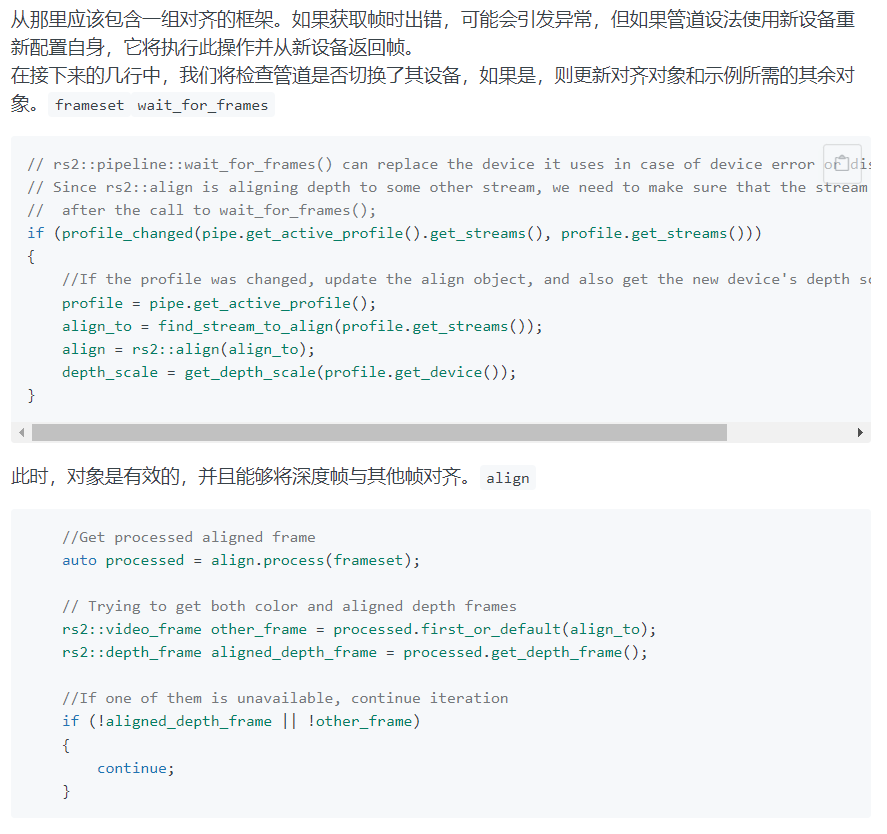 从那里应该包含一组对齐的框架。如果获取帧时出错，可能会引发异常，但如果管道设法使用新设备重
新配置自身，它将执行此操作并从新设备返回帧。
在接下来的几行中，我们将检查管道是否切换了其设备，如果是，则更新对齐对象和示例所需的其余对
象。 frameset wait_for_frames
// rs2::pipeline::wait_for_frames() can replace the device it uses in case of device error or dis
// Since rs2::align is aligning depth to some other stream, we need to make sure that the stream
//  after the call to wait_for_frames();
if (profile_changed(pipe.get_active_profile().get_streams(), profile.get_streams()))
{
    //If the profile was changed, update the align object, and also get the new device's depth sc
    profile = pipe.get_active_profile();
    align_to = find_stream_to_align(profile.get_streams());
    align = rs2::align(align_to);
    depth_scale = get_depth_scale(profile.get_device());
}
此时，对象是有效的，并且能够将深度帧与其他帧对齐。 align
    //Get processed aligned frame
    auto processed = align.process(frameset);
    // Trying to get both color and aligned depth frames
    rs2::video_frame other_frame = processed.first_or_default(align_to);
    rs2::depth_frame aligned_depth_frame = processed.get_depth_frame();
    //If one of them is unavailable, continue iteration
    if (!aligned_depth_frame || !other_frame)
    {
        continue;
    }